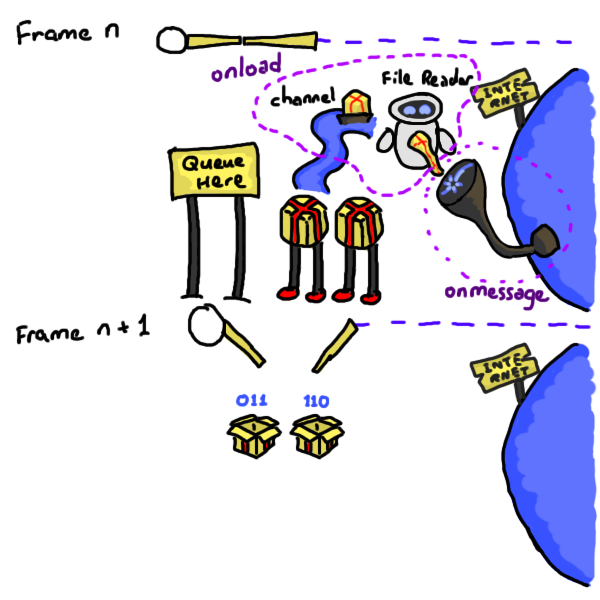 Frame n
onload
File Reader
channel
INTE
RNET
Queue
Here
onmessage
Frame n + 1
INTE
RNET
011 110